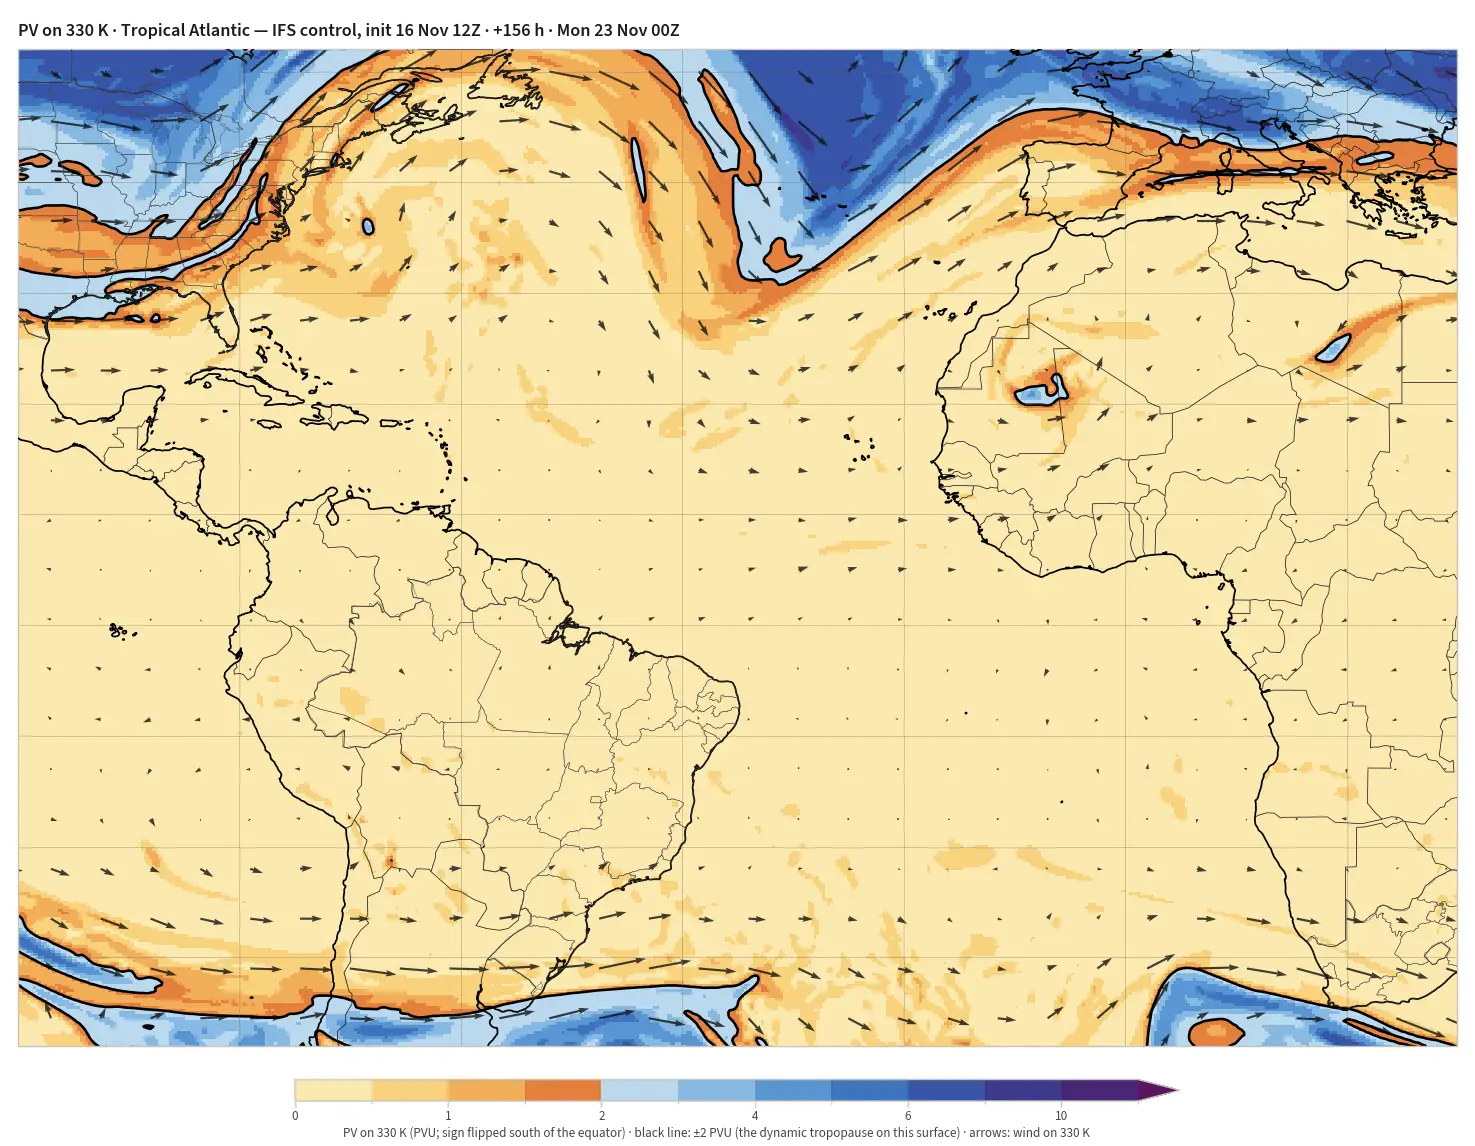 PV on 330 K · Tropical Atlantic — IFS control, init 16 Nov 12Z · +156 h · Mon 23 Nov 00Z
0 1 2 4 6 10
PV on 330 K (PVU; sign flipped south of the equator) · black line: ±2 PVU (the dynamic tropopause on this surface) · arrows: wind on 330 K